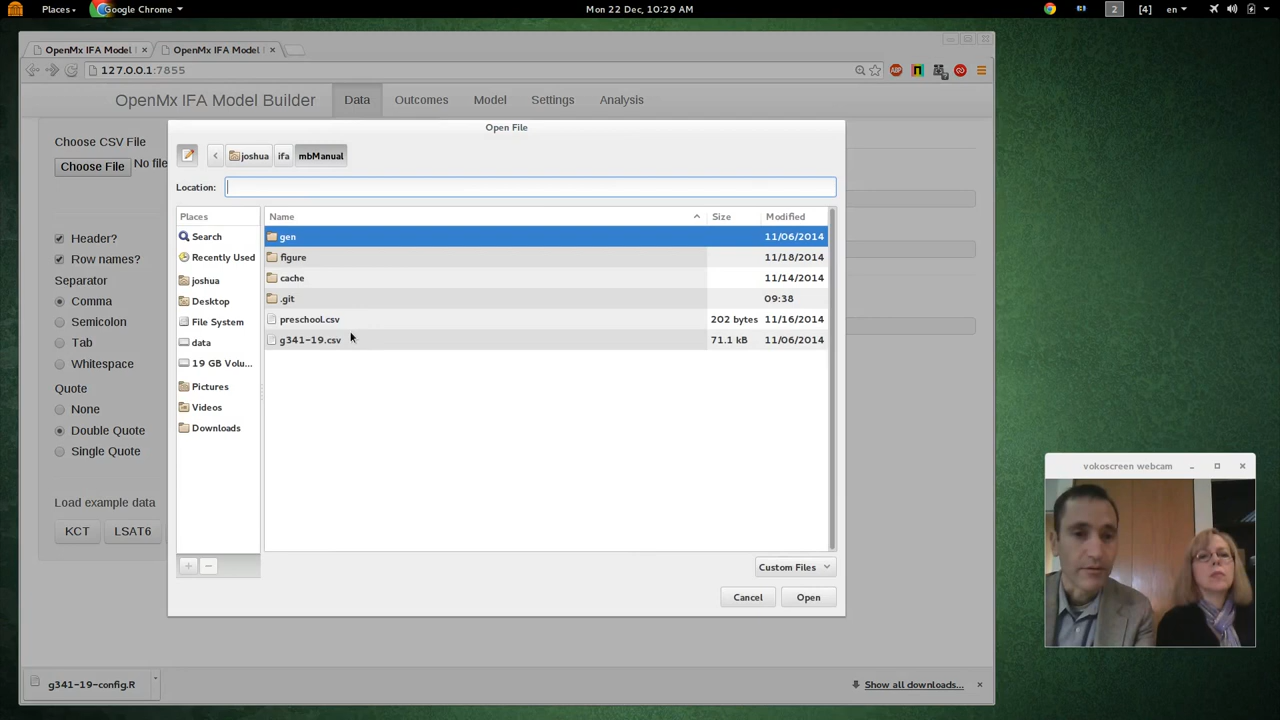 Places
Google Chrome
Mon 22 Dec, 10:29 AM
2
[4]
en
OpenMx IFA Model
OpenMx IFA Model
127.0.0.1:7855
ABP
OpenMx IFA Model Builder
Data
Outcomes
Model
Settings
Analysis
Choose CSV File
Choose File
No file
Header?
Row names?
Separator
Comma
Semicolon
Tab
Whitespace
Quote
None
Double Quote
Single Quote
Load example data
KCT
LSAT6
Open File
joshua
ifa
mbManual
Location:
Places
Search
Recently Used
joshua
Desktop
File System
data
19 GB Volu...
Pictures
Videos
Downloads
Name Size Modified
gen 11/06/2014
figure 11/18/2014
cache 11/14/2014
.git 09:38
preschool.csv 202 bytes 11/16/2014
g341-19.csv 71.1 kB 11/06/2014
Custom Files
Cancel
Open
vokoscreen webcam
g341-19-config.R
Show all downloads...